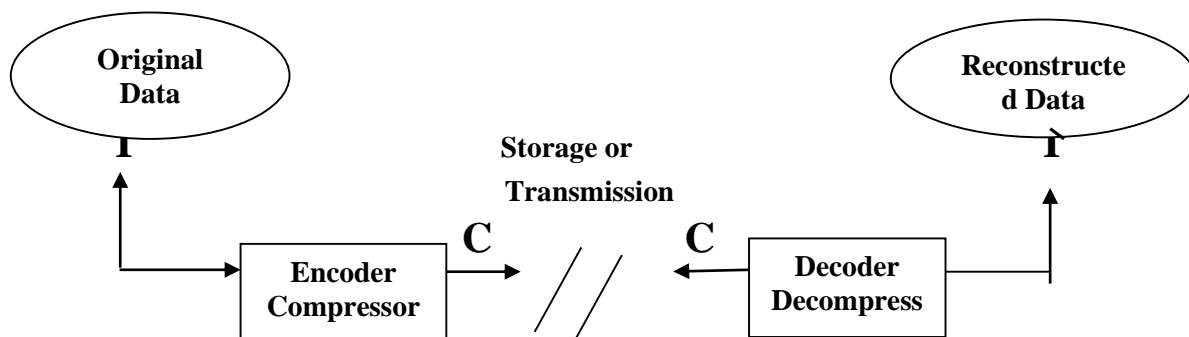 Original
Data
Reconstructe
d Data
Storage or
Transmission
C
C
Encoder
Compressor
Decoder
Decompress